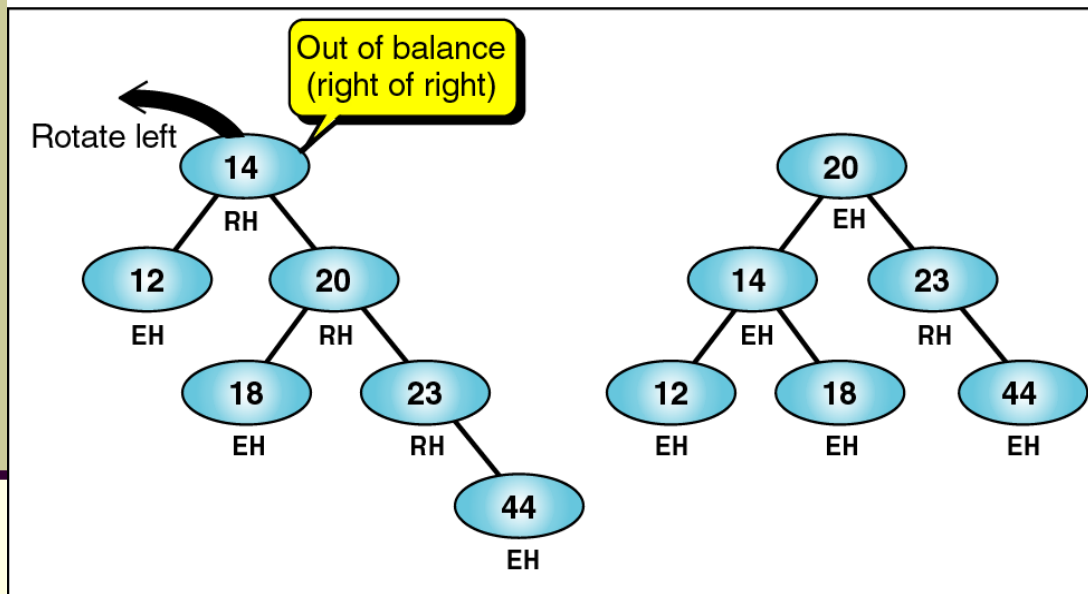 Out of balance
(right of right)
Rotate left
14
RH
12
EH
20
RH
18
EH
23
RH
44
EH
20
EH
14
EH
23
RH
12
EH
18
EH
44
EH